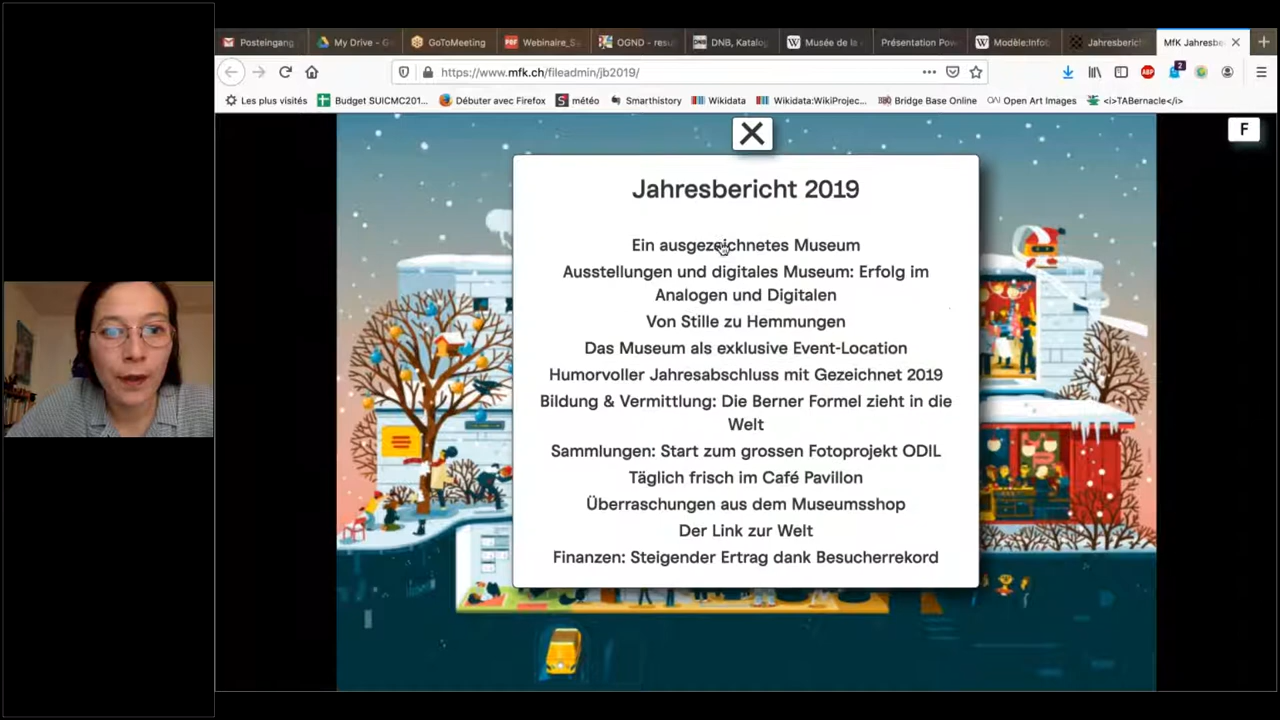 Posteingang
My Drive - G
GoToMeeting
Webinaire_S
OGND - resu
DNB, Katalog
Musée de la
Présentation Pow
Modèle:Infob
Jahresberich
MfK Jahresbe
https://www.mfk.ch/fileadmin/jb2019/
2
Les plus visités
Budget SUICMC201...
Débuter avec Firefox
météo
Smarthistory
Wikidata
Wikidata:WikiProjec...
Bridge Base Online
Open Art Images
<i>TABernacle</i>
F
Jahresbericht 2019
Ein ausgezeichnetes Museum
Ausstellungen und digitales Museum: Erfolg im
Analogen und Digitalen
Von Stille zu Hemmungen
Das Museum als exklusive Event-Location
Humorvoller Jahresabschluss mit Gezeichnet 2019
Bildung & Vermittlung: Die Berner Formel zieht in die
Welt
Sammlungen: Start zum grossen Fotoprojekt ODIL
Täglich frisch im Café Pavillon
Überraschungen aus dem Museumsshop
Der Link zur Welt
Finanzen: Steigender Ertrag dank Besucherrekord